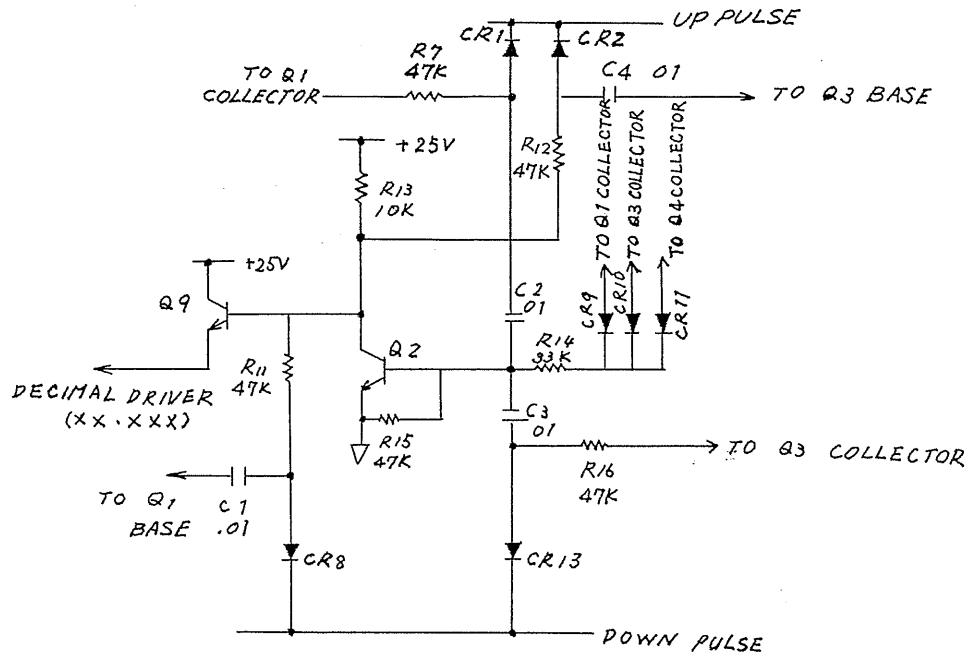 UP PULSE
CR1
CR2
R7
47K
C4 .01
TO Q1
COLLECTOR
TO Q3 BASE
+25V
R12
47K
R13
10K
TO Q1 COLLECTOR
TO Q3 COLLECTOR
TO Q4 COLLECTOR
+25V
Q9
C2
.01
CR9
CR10
CR11
Q2
R14
33K
R11
47K
DECIMAL DRIVER
(XX.XXX)
C3
.01
R15
47K
TO Q3 COLLECTOR
R16
47K
TO Q1
BASE
C1
.01
CR8
CR13
DOWN PULSE